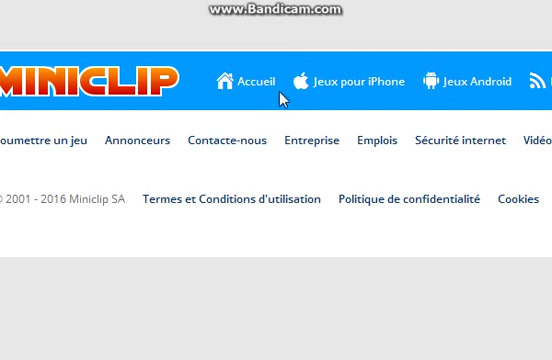 www.Bandicam.com
MINICLIP Accueil Jeux pour iPhone Jeux Android
oumettre un jeu Annonceurs Contacte-nous Entreprise Emplois Sécurité internet Vidéo
© 2001 - 2016 Miniclip SA Termes et Conditions d'utilisation Politique de confidentialité Cookies